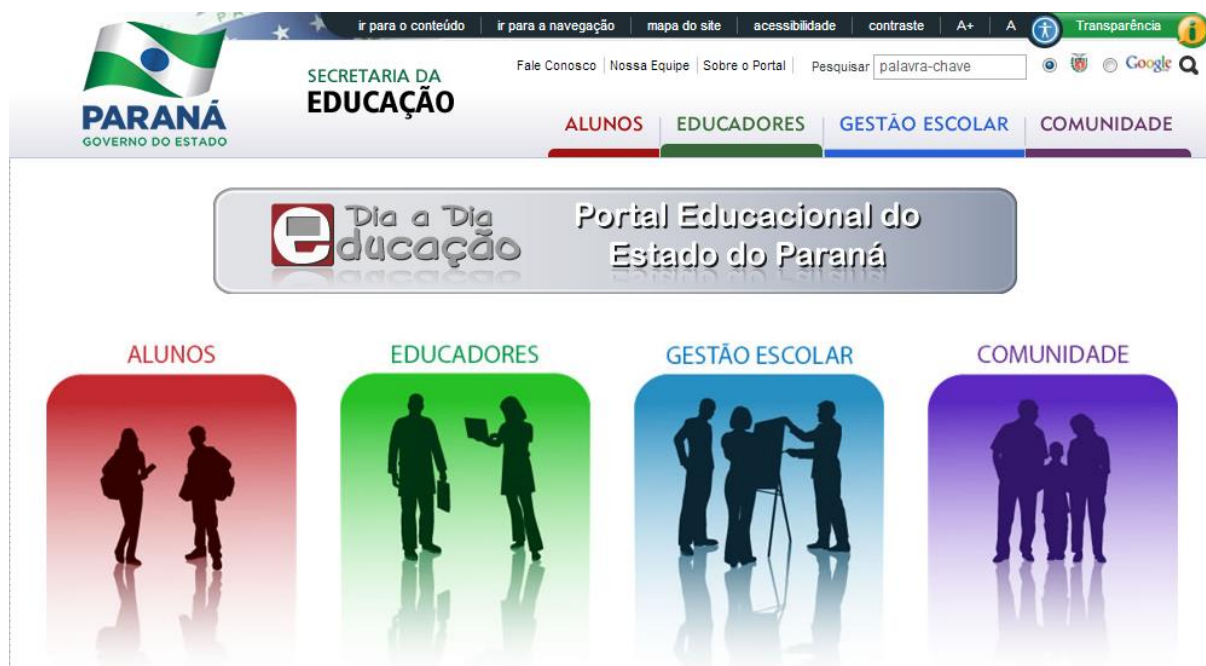 ir para o conteúdo ir para a navegação mapa do site acessibilidade contraste A+ A Transparência
Fale Conosco Nossa Equipe Sobre o Portal Pesquisar palavra-chave Google
SECRETARIA DA
EDUCAÇÃO
PARANÁ
GOVERNO DO ESTADO
ALUNOS EDUCADORES GESTÃO ESCOLAR COMUNIDADE
Dia a Dia
educação
Portal Educacional do
Estado do Paraná
ALUNOS EDUCADORES GESTÃO ESCOLAR COMUNIDADE